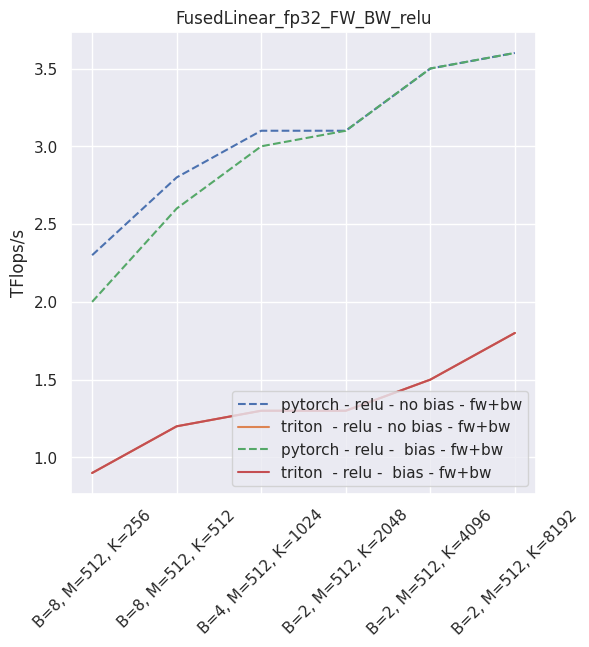 FusedLinear_fp32_FW_BW_relu
TFlops/s
3.5
3.0
2.5
2.0
1.5
1.0
pytorch - relu - no bias - fw+bw
triton  - relu - no bias - fw+bw
pytorch - relu -  bias - fw+bw
triton  - relu -  bias - fw+bw
B=8, M=512, K=256
B=8, M=512, K=512
B=4, M=512, K=1024
B=2, M=512, K=2048
B=2, M=512, K=4096
B=2, M=512, K=8192